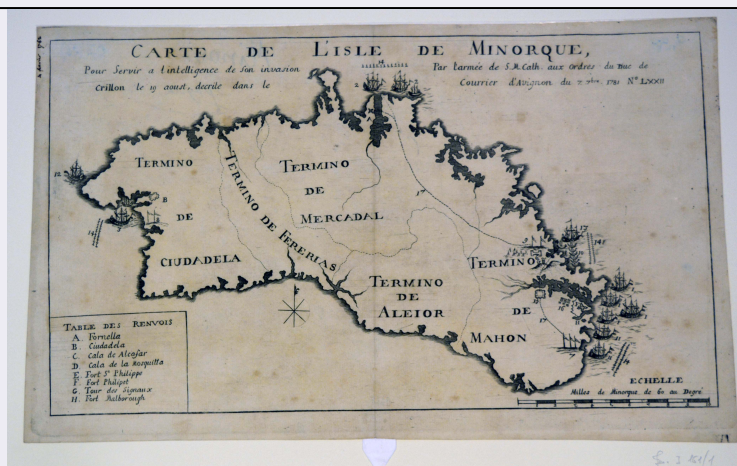 CARTE DE L'ISLE DE MINORQUE,
Pour Servir a l'intelligence de son invasion Par l'armée de S.M. Cath. aux Ordres du Duc de
Crillon le 19 aoust, decrite dans le Courrier d'Avignon du 7 7bre. 1781 Nº LXXII
TERMINO
DE
CIUDADELA
TERMINO DE FERERIAS
TERMINO
DE
MERCADAL
TERMINO
DE
ALEIOR
TERMINO
DE
MAHON
B
17
17
TABLE DES RENVOIS
A. Fornella
B. Ciudadela
C. Cala de Alcofar
D. Cala de la Mosquitta
E. Fort St Philippe
F. Fort Philipet
G. Tour des Signaux
H. Fort Malborough
ECHELLE
Milles de Minorque de 60 au Degré